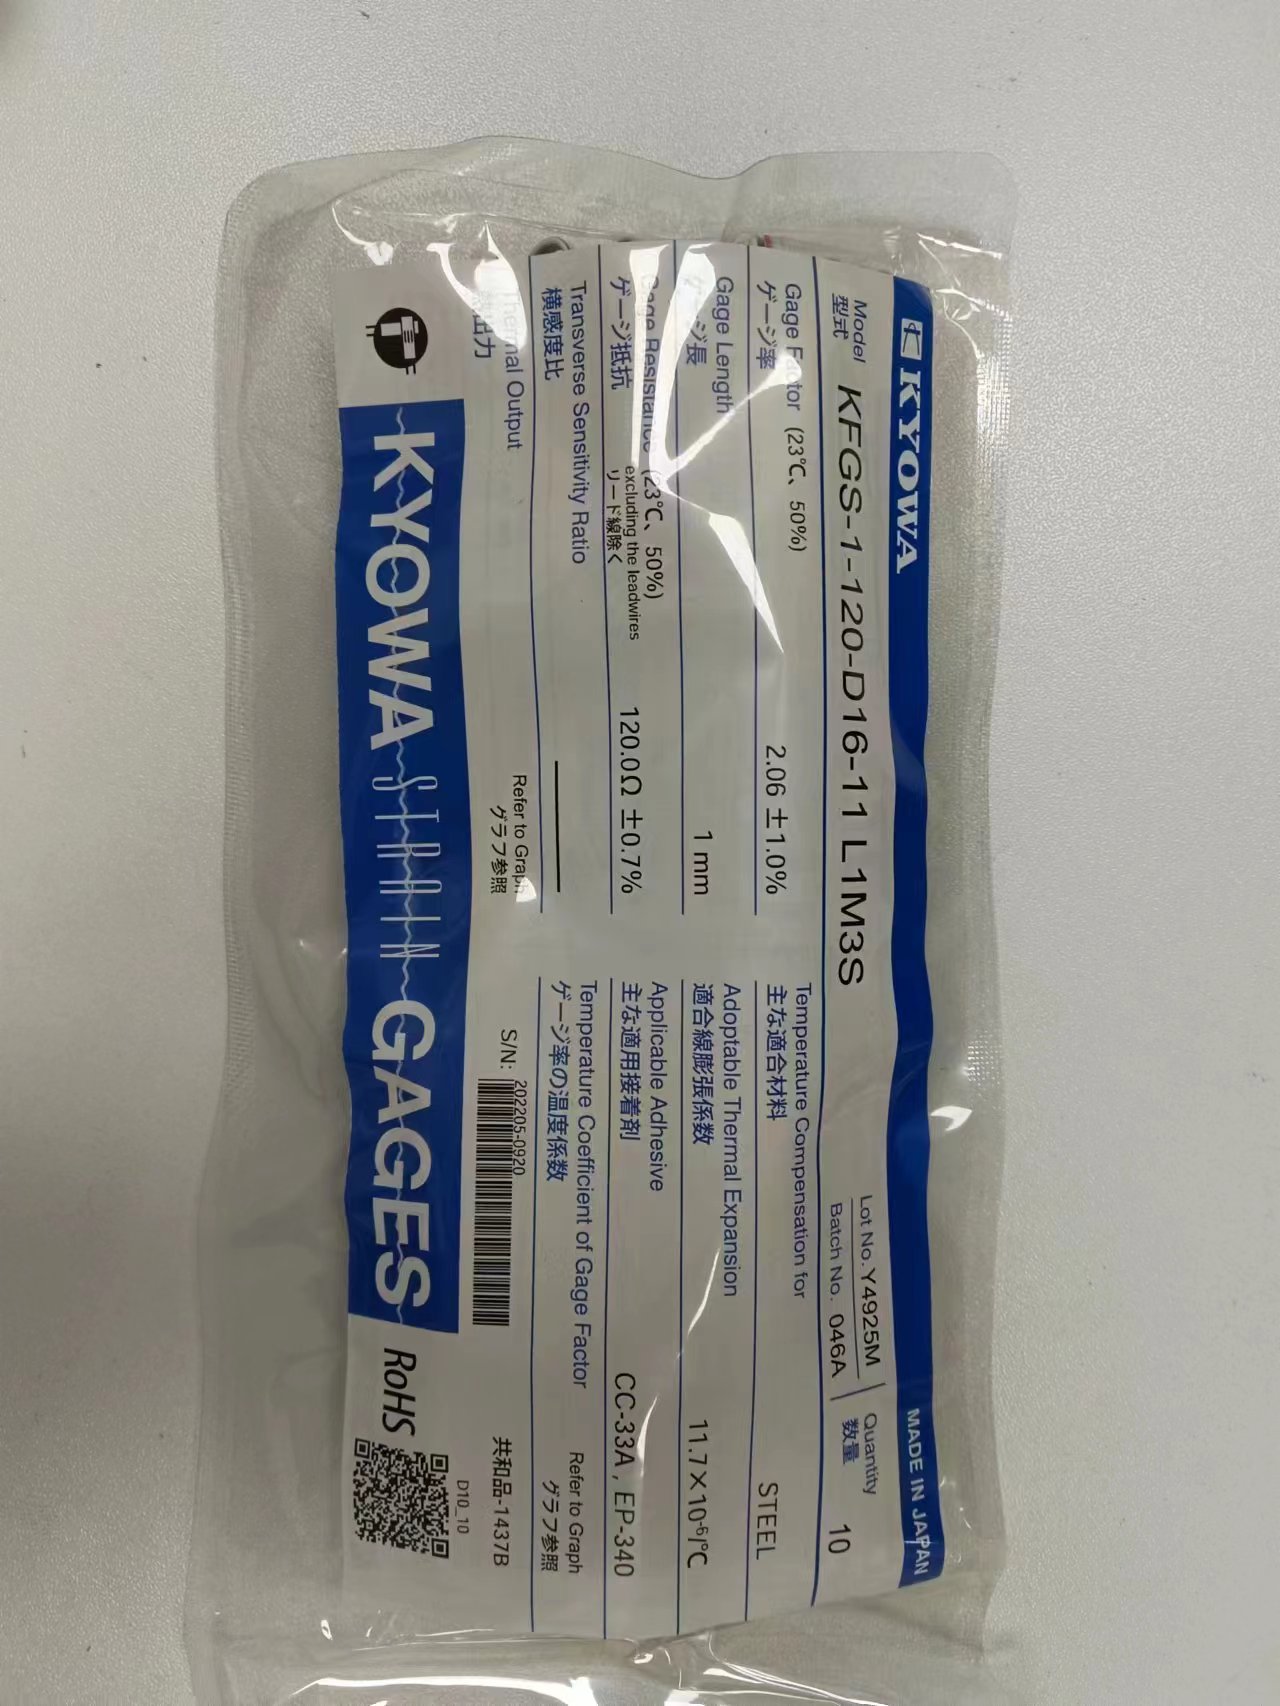 KYOWA
MADE IN JAPAN
Model
型式
KFGS-1-120-D16-11 L1M3S
Lot No. Y4925M
Batch No. 046A
Quantity
数量
10
Gage Factor (23℃、50%)
ゲージ率
2.06 ±1.0%
Temperature Compensation for
主な適合材料
STEEL
Gage Length
ゲージ長
1 mm
Adoptable Thermal Expansion
適合線膨張係数
11.7×10-6/℃
Gage Resistance (23℃、50%)
ゲージ抵抗
excluding the leadwires
リード線除く
120.0Ω ±0.7%
Applicable Adhesive
主な適用接着剤
CC-33A , EP-340
Transverse Sensitivity Ratio
横感度比
Temperature Coefficient of Gage Factor
ゲージ率の温度係数
Refer to Graph
グラフ参照
Thermal Output
出力
Refer to Graph
グラフ参照
S/N: 202205-0920
共和品-1437B
D10_10
KYOWA STRAIN GAGES
RoHS